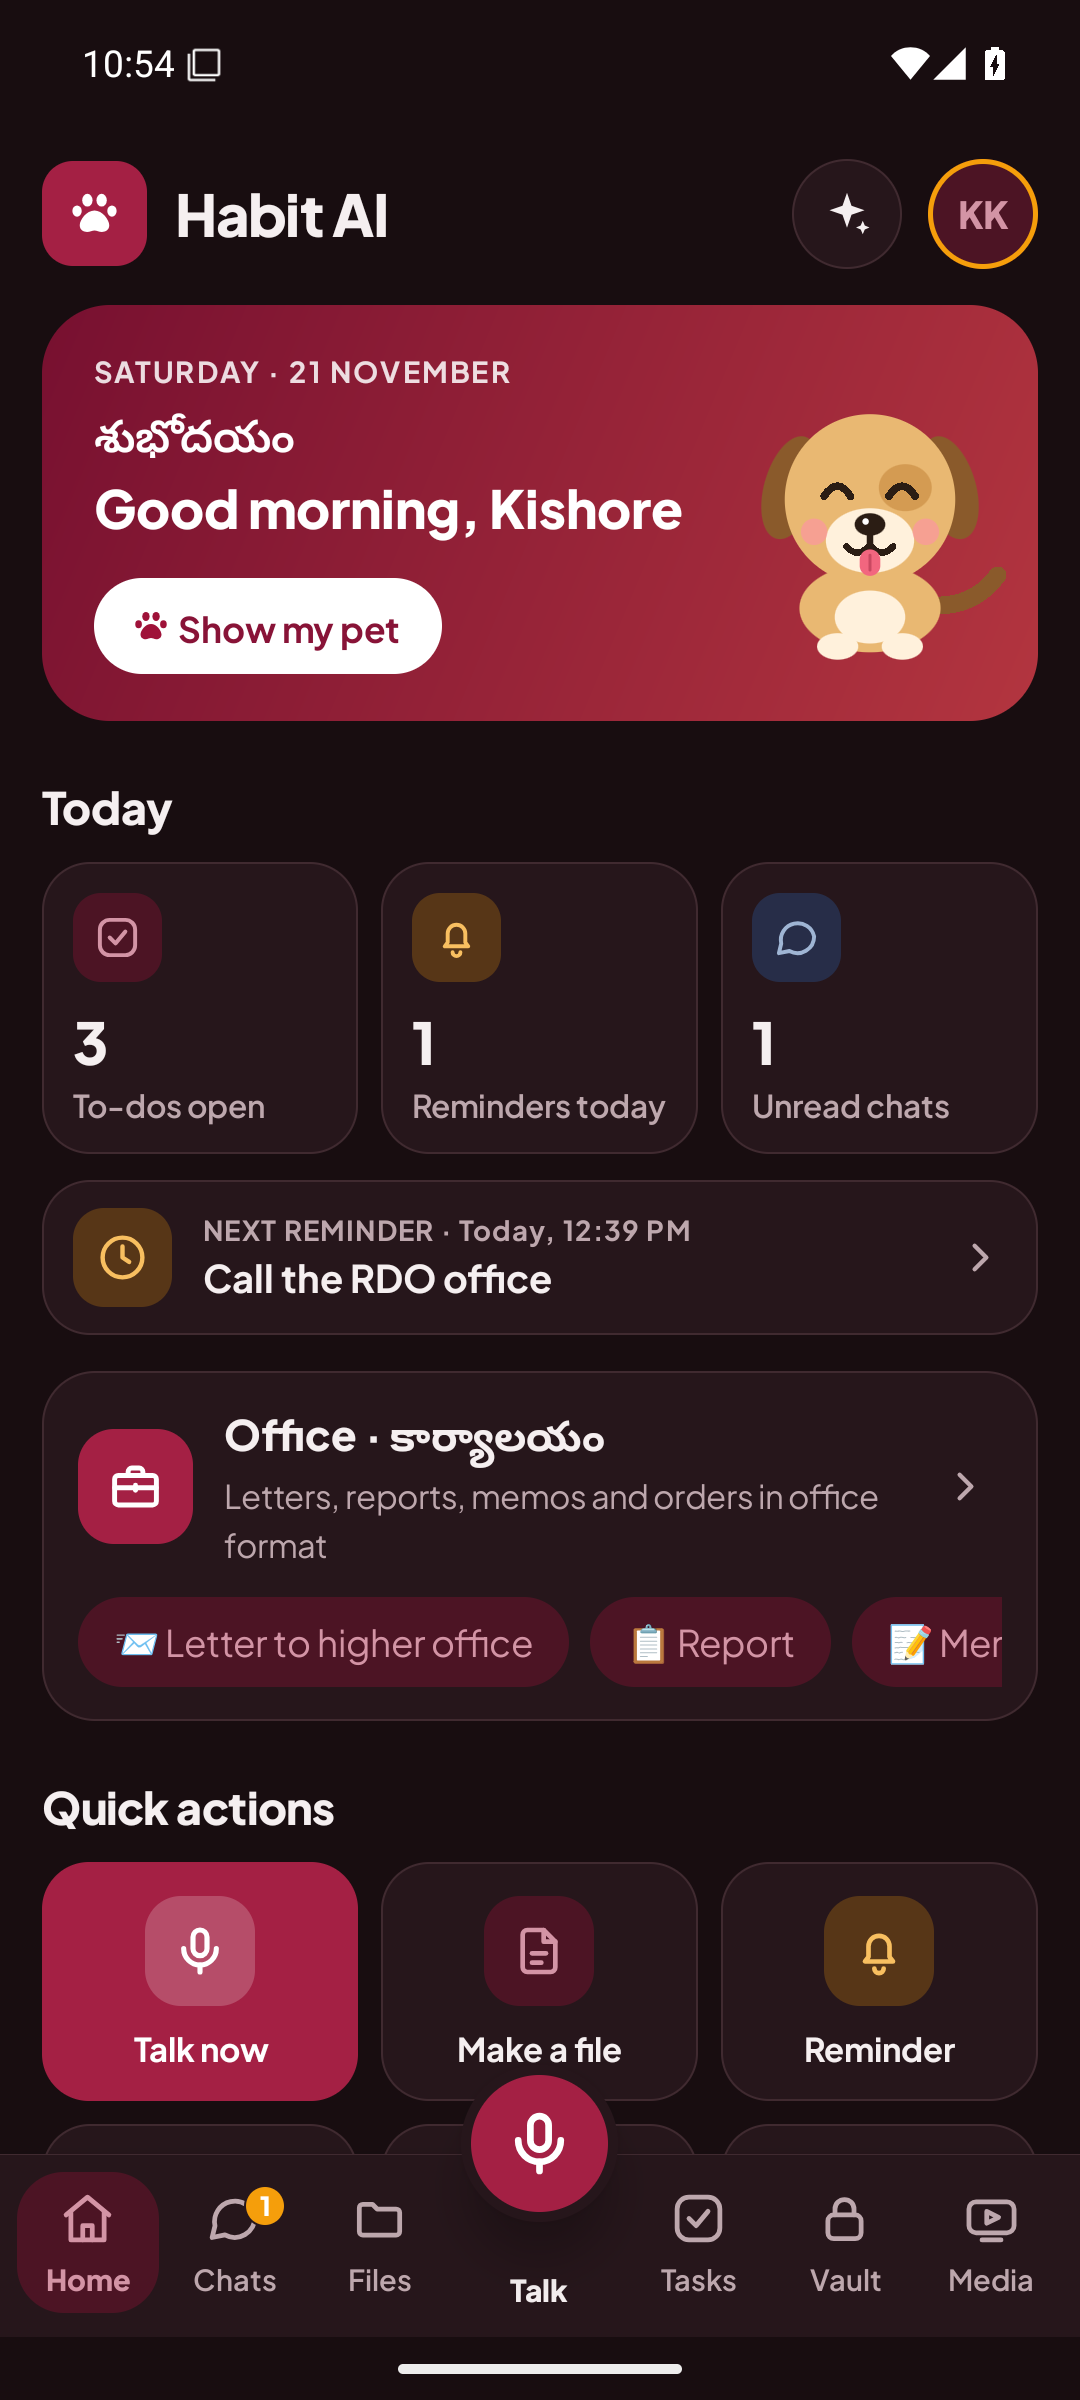 10:54
Habit AI
KK
SATURDAY · 21 NOVEMBER
శుభోదయం
Good morning, Kishore
Show my pet
Today
3
To-dos open
1
Reminders today
1
Unread chats
NEXT REMINDER · Today, 12:39 PM
Call the RDO office
Office · కార్యాలయం
Letters, reports, memos and orders in office
format
Letter to higher office
Report
Quick actions
Talk now
Make a file
Reminder
Home
1
Chats
Files
Talk
Tasks
Vault
Media